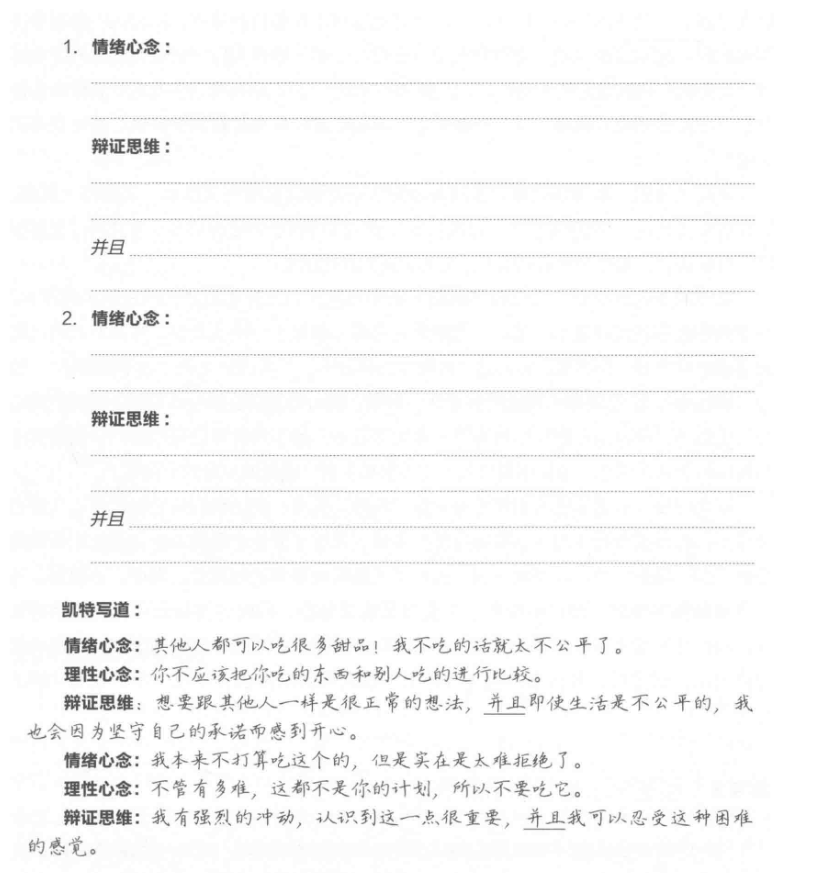 1. 情绪心念：
辩证思维：
并且
2. 情绪心念：
辩证思维：
并且
凯特写道：
情绪心念：其他人都可以吃很多甜品！我不吃的话就太不公平了。
理性心念：你不应该把你吃的东西和别人吃的进行比较。
辩证思维：想要跟其他人一样是很正常的想法，并且即使生活是不公平的，我
也会因为坚守自己的承诺而感到开心。
情绪心念：我本来不打算吃这个的，但是实在是太难拒绝了。
理性心念：不管有多难，这都不是你的计划，所以不要吃它。
辩证思维：我有强烈的冲动，认识到这一点很重要，并且我可以忍受这种困难
的感觉。